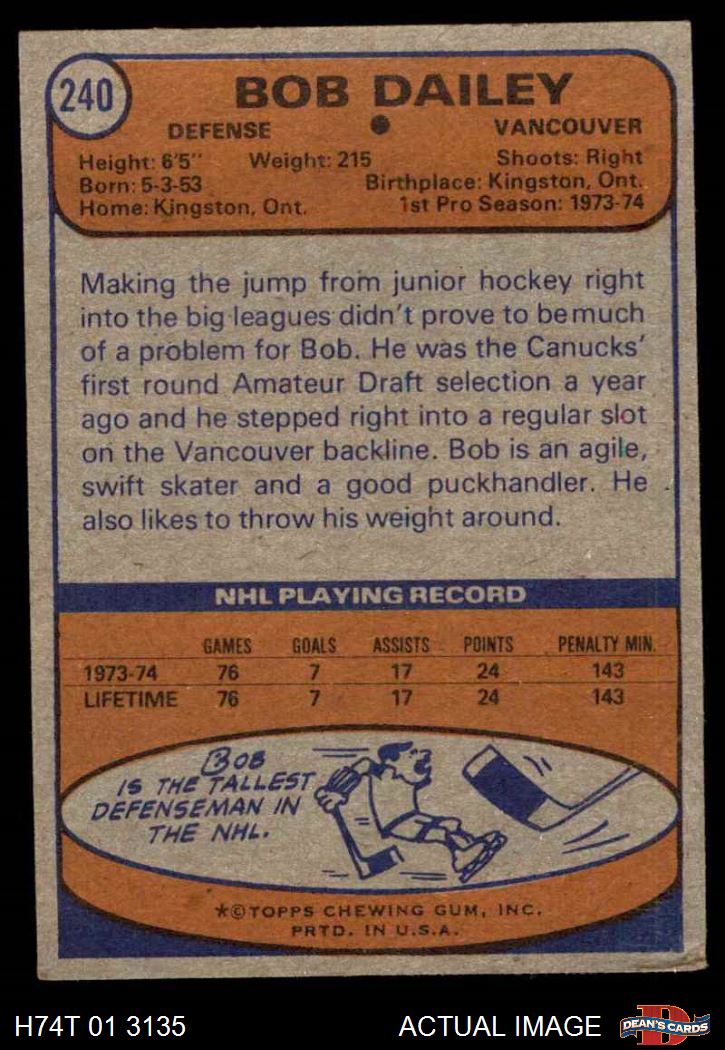 240
BOB DAILEY
DEFENSE • VANCOUVER
Height: 6'5" Weight: 215 Shoots: Right
Born: 5-3-53 Birthplace: Kingston, Ont.
Home: Kingston, Ont. 1st Pro Season: 1973-74
Making the jump from junior hockey right
into the big leagues didn't prove to be much
of a problem for Bob. He was the Canucks'
first round Amateur Draft selection a year
ago and he stepped right into a regular slot
on the Vancouver backline. Bob is an agile,
swift skater and a good puckhandler. He
also likes to throw his weight around.
NHL PLAYING RECORD
GAMES GOALS ASSISTS POINTS PENALTY MIN.
1973-74 76 7 17 24 143
LIFETIME 76 7 17 24 143
BOB
IS THE TALLEST
DEFENSEMAN IN
THE NHL.
*©TOPPS CHEWING GUM, INC.
PRTD. IN U.S.A.
H74T 01 3135 ACTUAL IMAGE D DEAN'S CARDS